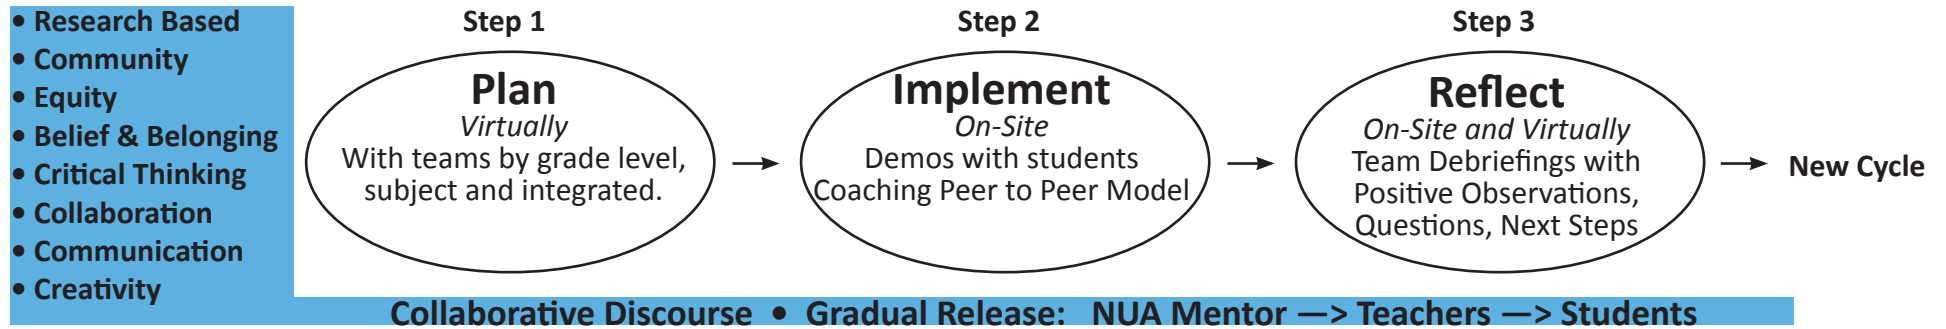 • Research Based
• Community
• Equity
• Belief & Belonging
• Critical Thinking
• Collaboration
• Communication
• Creativity
Step 1
Plan
Virtually
With teams by grade level,
subject and integrated.
Step 2
Implement
On-Site
Demos with students
Coaching Peer to Peer Model
Step 3
Reflect
On-Site and Virtually
Team Debriefings with
Positive Observations,
Questions, Next Steps
New Cycle
Collaborative Discourse • Gradual Release: NUA Mentor —> Teachers —> Students